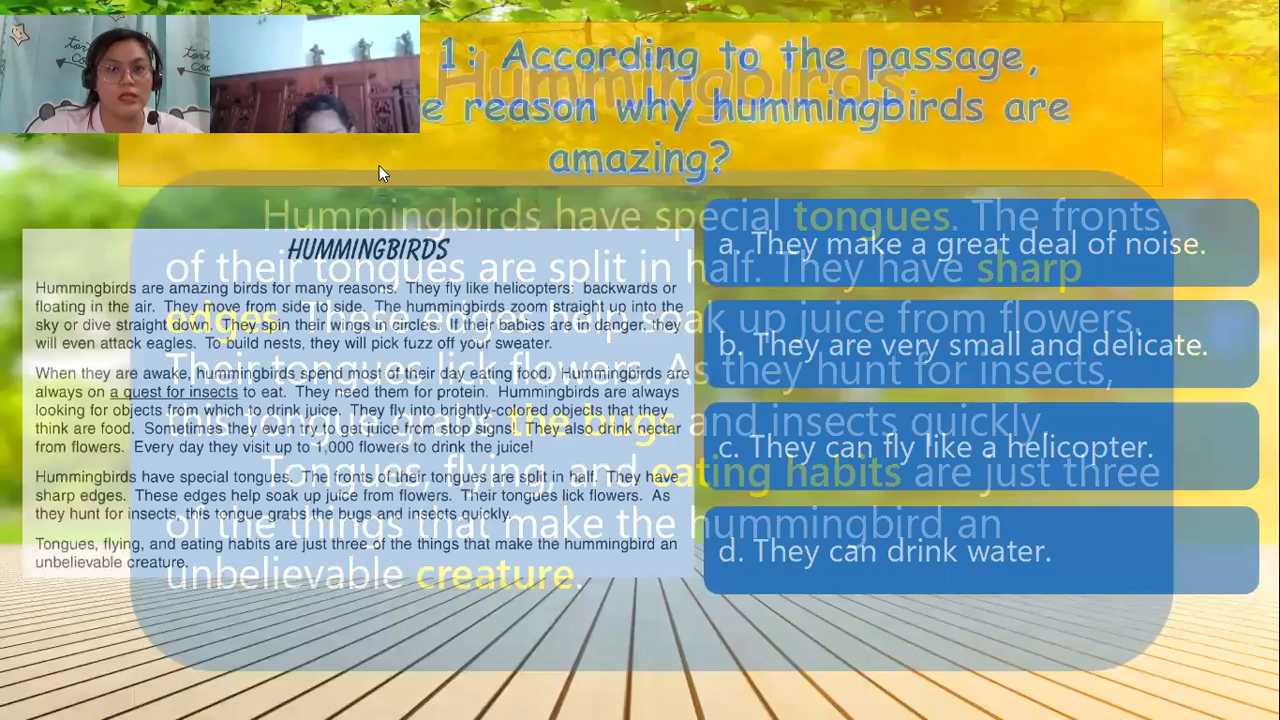 1: According to the passage,
e reason why hummingbirds are
amazing?
Hummingbirds
Hummingbirds have special tongues. The fronts
of their tongues are split in half. They have sharp
edges. These edges help soak up juice from flowers.
Their tongues lick flowers. As they hunt for insects,
this tongue grabs the bugs and insects quickly.
Tongues, flying, and eating habits are just three
of the things that make the hummingbird an
unbelievable creature.
HUMMINGBIRDS
Hummingbirds are amazing birds for many reasons. They fly like helicopters: backwards or
floating in the air. They move from side to side. The hummingbirds zoom straight up into the
sky or dive straight down. They spin their wings in circles. If their babies are in danger, they
will even attack eagles. To build nests, they will pick fuzz off your sweater.
When they are awake, hummingbirds spend most of their day eating food. Hummingbirds are
always on a quest for insects to eat. They need them for protein. Hummingbirds are always
looking for objects from which to drink juice. They fly into brightly-colored objects that they
think are food. Sometimes they even try to get juice from stop signs! They also drink nectar
from flowers. Every day they visit up to 1,000 flowers to drink the juice!
Hummingbirds have special tongues. The fronts of their tongues are split in half. They have
sharp edges. These edges help soak up juice from flowers. Their tongues lick flowers. As
they hunt for insects, this tongue grabs the bugs and insects quickly.
Tongues, flying, and eating habits are just three of the things that make the hummingbird an
unbelievable creature.
a. They make a great deal of noise.
b. They are very small and delicate.
c. They can fly like a helicopter.
d. They can drink water.